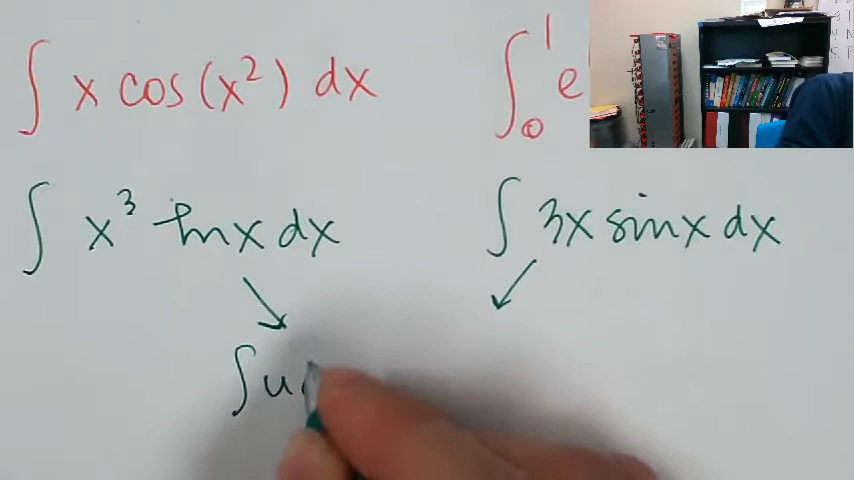 ∫ x cos(x²) dx
∫₀¹ e
∫ x³ ln x dx
∫ 3x sin x dx
∫ u